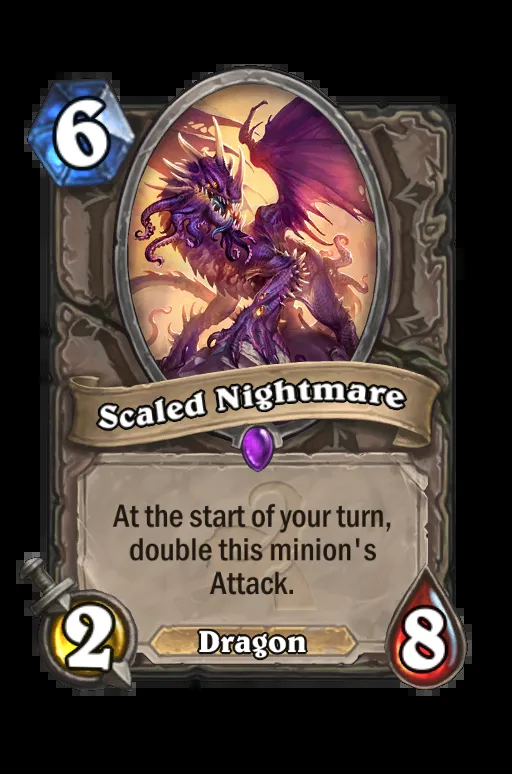 6
Scaled Nightmare
At the start of your turn,
double this minion's
Attack.
2
Dragon
8